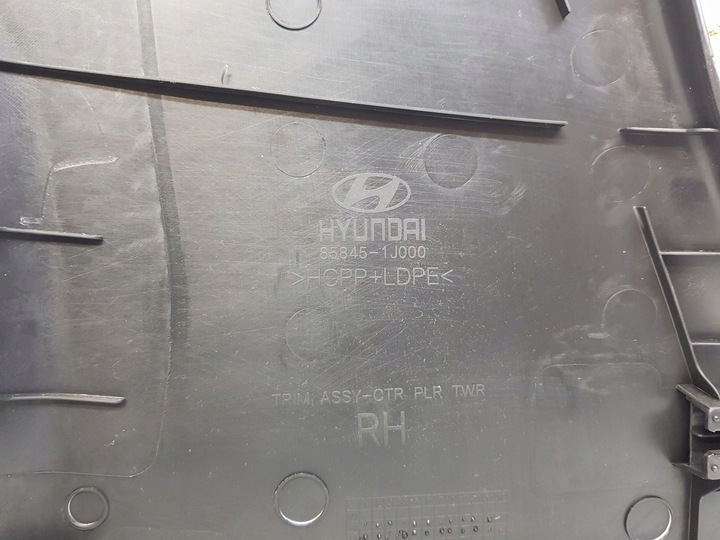 HYUNDAI
85845-1J000
>HCPP+LDPE<
TRIM ASSY-CTR PLR TWR
RH